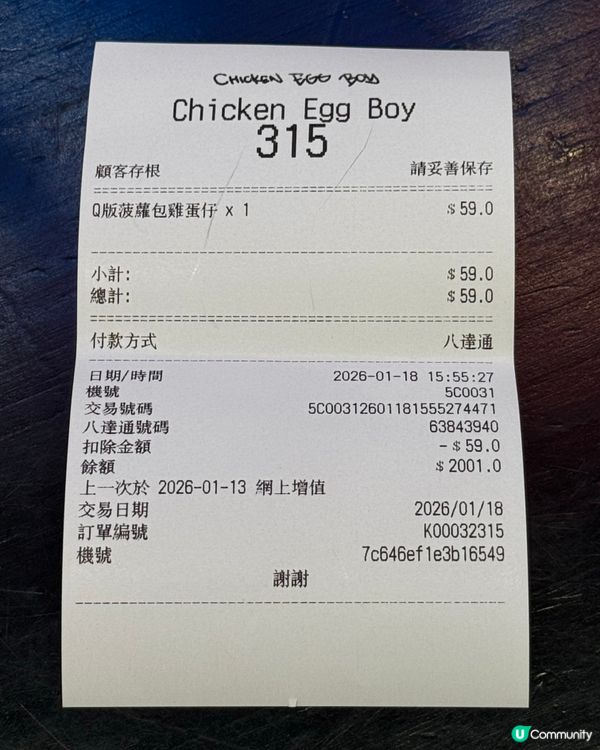 CHICKEN EGG BOY
Chicken Egg Boy
315
顧客存根 請妥善保存
Q版菠蘿包雞蛋仔 x 1 $59.0
小計: $59.0
總計: $59.0
付款方式 八達通
日期/時間 2026-01-18 15:55:27
機號 5C0031
交易號碼 5C00312601181555274471
八達通號碼 63843940
扣除金額 -$59.0
餘額 $2001.0
上一次於 2026-01-13 網上增值
交易日期 2026/01/18
訂單編號 K00032315
機號 7c646ef1e3b16549
謝謝
U Community